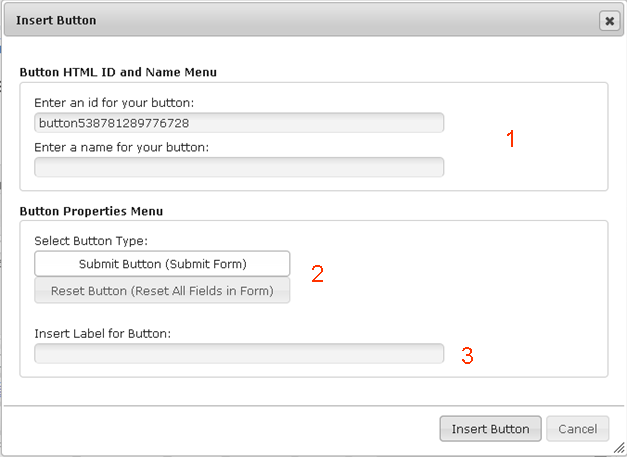 Insert Button
Button HTML ID and Name Menu
Enter an id for your button:
button538781289776728
1
Enter a name for your button:
Button Properties Menu
Select Button Type:
Submit Button (Submit Form)
2
Reset Button (Reset All Fields in Form)
Insert Label for Button:
3
Insert Button Cancel